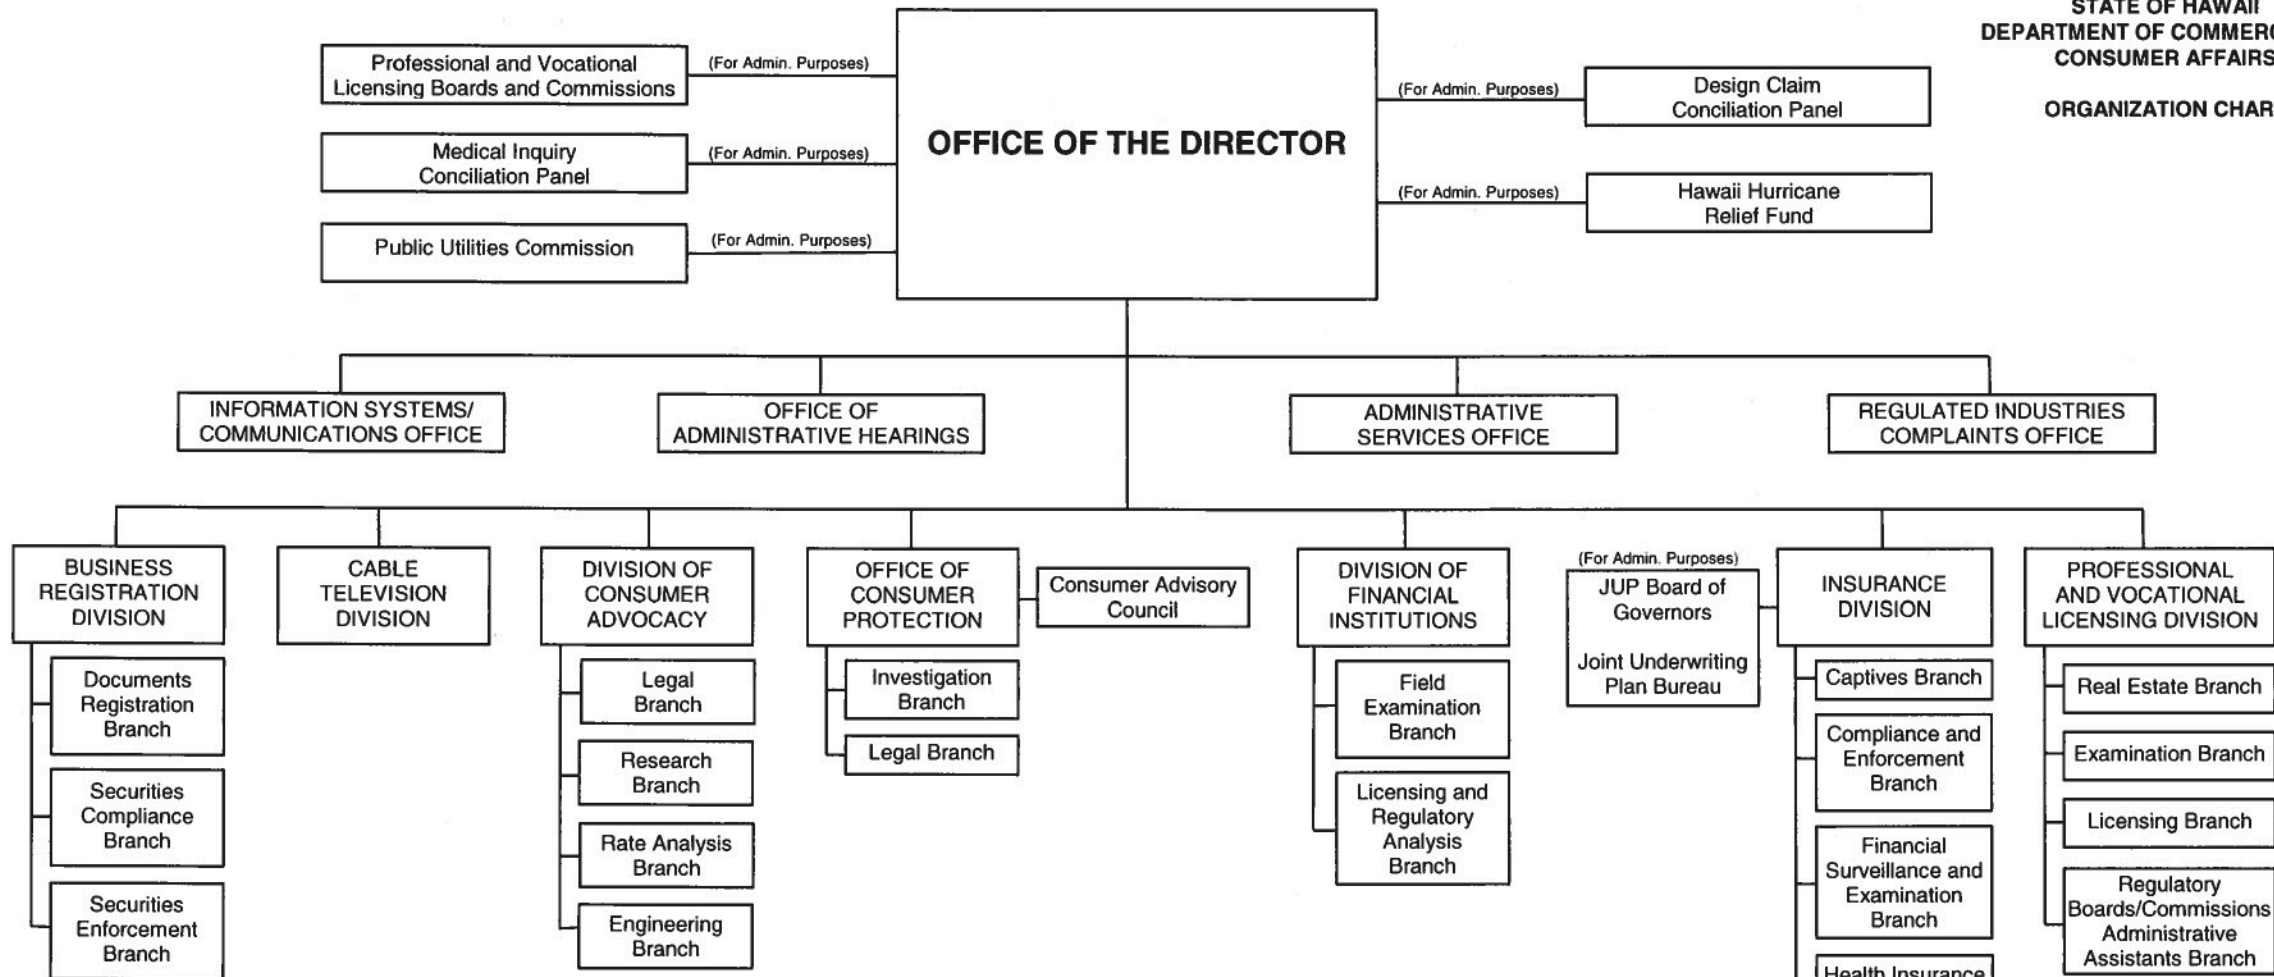 STATE OF HAWAII
DEPARTMENT OF
CONSUMER AFFAIRS
ORGANIZATION
OFFICE OF THE DIRECTOR
Professional and Vocational
Licensing Boards and Commissions
(For Admin. Purposes)
Medical Inquiry
Conciliation Panel
(For Admin. Purposes)
Public Utilities Commission
(For Admin. Purposes)
(For Admin. Purposes)
Design Claim
Conciliation Panel
(For Admin. Purposes)
Hawaii Hurricane
Relief Fund
INFORMATION SYSTEMS/
COMMUNICATIONS OFFICE
OFFICE OF
ADMINISTRATIVE HEARINGS
ADMINISTRATIVE
SERVICES OFFICE
REGULATED INDUSTRIES
COMPLAINTS OFFICE
BUSINESS
REGISTRATION
DIVISION
Documents
Registration
Branch
Securities
Compliance
Branch
Securities
Enforcement
Branch
CABLE
TELEVISION
DIVISION
DIVISION OF
CONSUMER
ADVOCACY
Legal
Branch
Research
Branch
Rate Analysis
Branch
Engineering
Branch
OFFICE OF
CONSUMER
PROTECTION
Consumer Advisory
Council
Investigation
Branch
Legal Branch
DIVISION OF
FINANCIAL
INSTITUTIONS
Field
Examination
Branch
Licensing and
Regulatory
Analysis
Branch
(For Admin. Purposes)
JUP Board of
Governors
Joint Underwriting
Plan Bureau
INSURANCE
DIVISION
Captives Branch
Compliance and
Enforcement
Branch
Financial
Surveillance and
Examination
Branch
Health Insurance
PROFESSIONAL
AND VOCATIONAL
LICENSING DIVISION
Real Estate Branch
Examination Branch
Licensing Branch
Regulatory
Boards/Commissions
Administrative
Assistants Branch